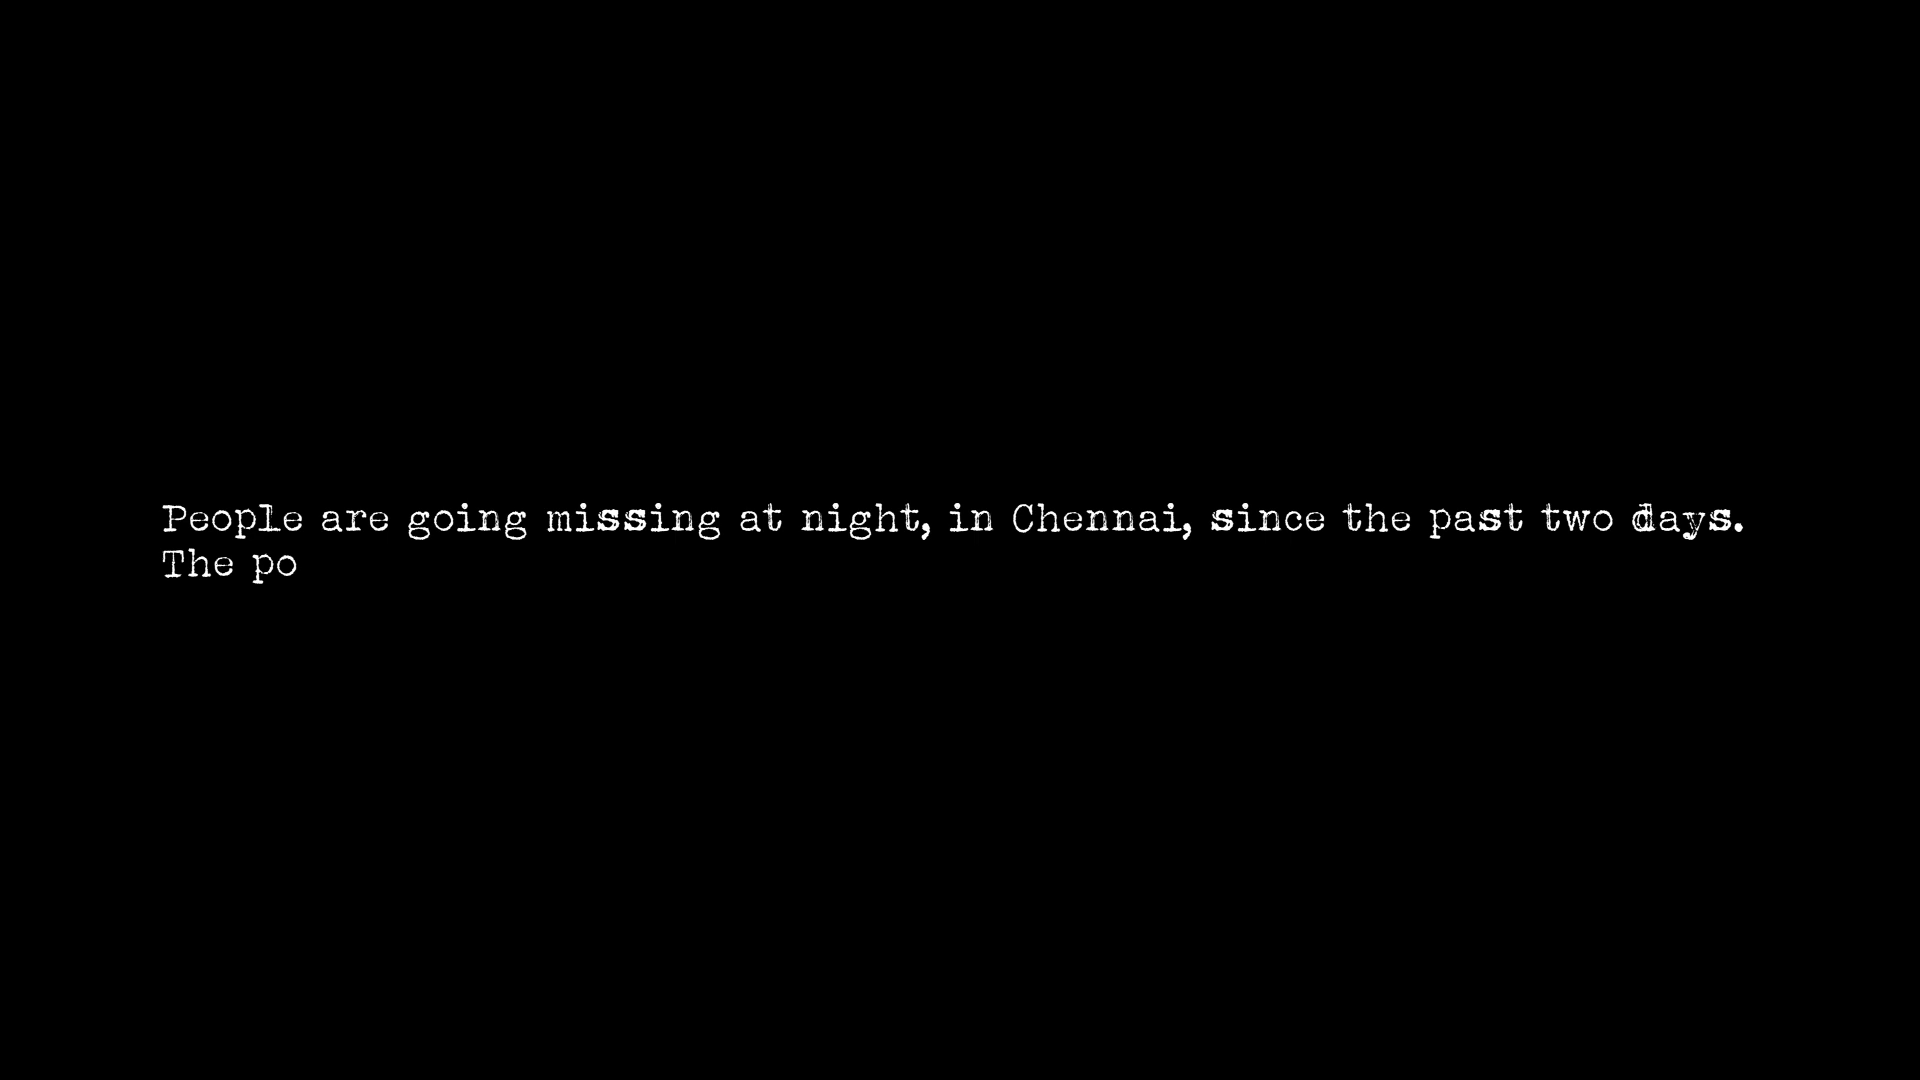 People are going missing at night, in Chennai, since the past two days.
The po